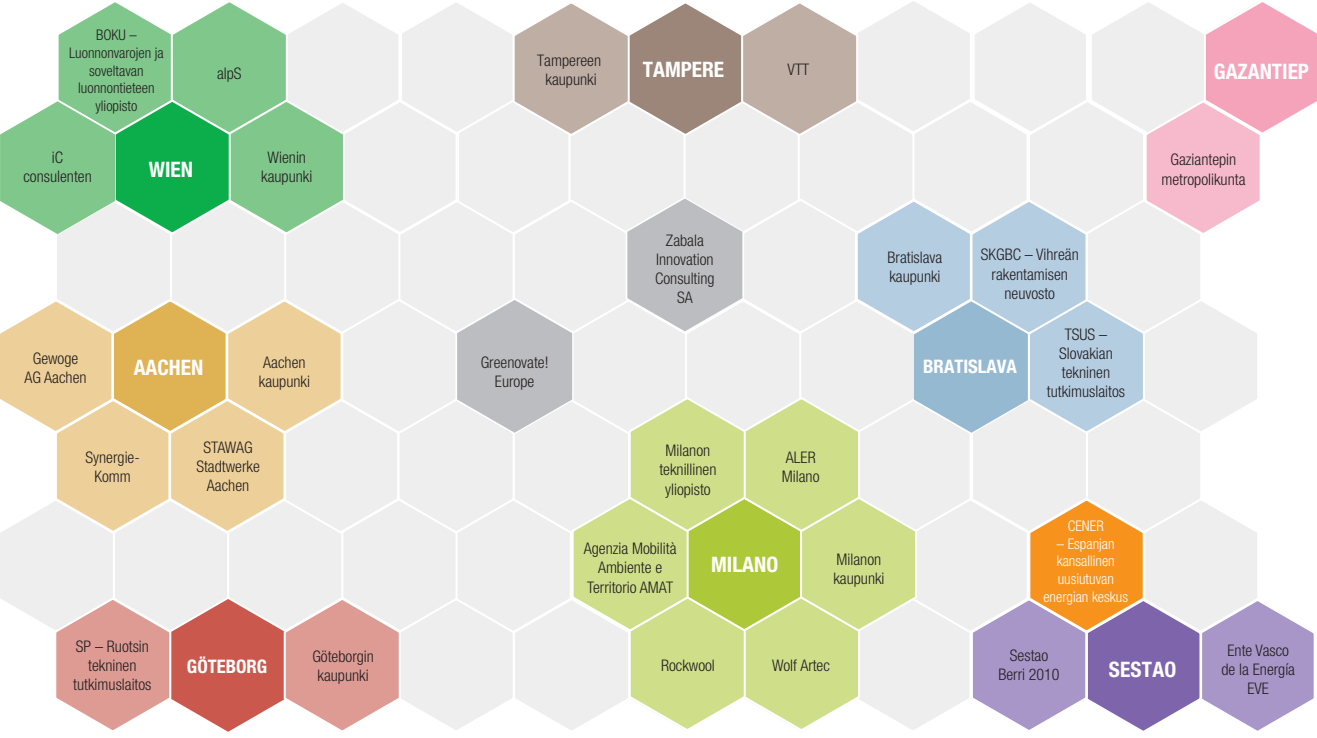 BOKU –
Luonnonvarojen ja
soveltavan
luonnontieteen
yliopisto
alpS
Tampereen
kaupunki
TAMPERE
VTT
GAZANTIEP
iC
consulenten
WIEN
Wienin
kaupunki
Gaziantepin
metropolikunta
Zabala
Innovation
Consulting
SA
Bratislava
kaupunki
SKGBC – Vihreän
rakentamisen
neuvosto
Gewoge
AG Aachen
AACHEN
Aachen
kaupunki
Greenovate!
Europe
BRATISLAVA
TSUS –
Slovakian
tekninen
tutkimuslaitos
Synergie-
Komm
STAWAG
Stadtwerke
Aachen
Milanon
teknillinen
yliopisto
ALER
Milano
Agenzia Mobilità
Ambiente e
Territorio AMAT
MILANO
Milanon
kaupunki
CENER
– Espanjan
kansallinen
uusiutuvan
energian keskus
SP – Ruotsin
tekninen
tutkimuslaitos
GÖTEBORG
Göteborgin
kaupunki
Rockwool
Wolf Artec
Sestao
Berri 2010
SESTAO
Ente Vasco
de la Energía
EVE